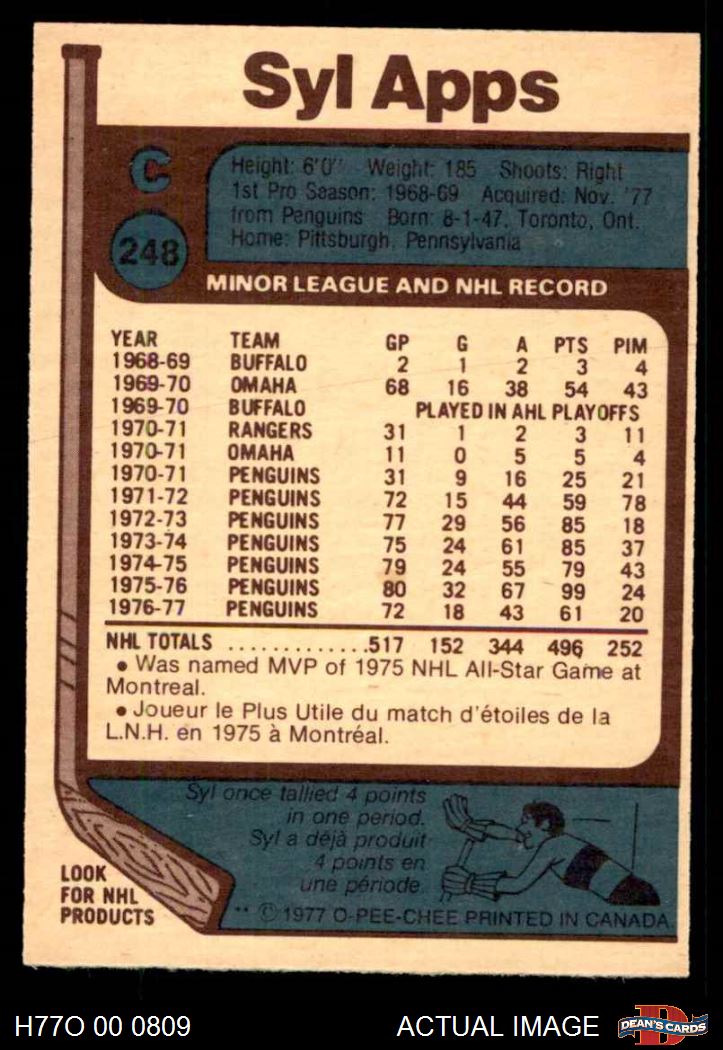 Syl Apps
C
248
Height: 6'0" Weight: 185 Shoots: Right
1st Pro Season: 1968-69 Acquired: Nov. '77
from Penguins Born: 8-1-47, Toronto, Ont.
Home: Pittsburgh, Pennsylvania
MINOR LEAGUE AND NHL RECORD
YEAR TEAM GP G A PTS PIM
1968-69 BUFFALO 2 1 2 3 4
1969-70 OMAHA 68 16 38 54 43
1969-70 BUFFALO PLAYED IN AHL PLAYOFFS
1970-71 RANGERS 31 1 2 3 11
1970-71 OMAHA 11 0 5 5 4
1970-71 PENGUINS 31 9 16 25 21
1971-72 PENGUINS 72 15 44 59 78
1972-73 PENGUINS 77 29 56 85 18
1973-74 PENGUINS 75 24 61 85 37
1974-75 PENGUINS 79 24 55 79 43
1975-76 PENGUINS 80 32 67 99 24
1976-77 PENGUINS 72 18 43 61 20
NHL TOTALS .............517 152 344 496 252
• Was named MVP of 1975 NHL All-Star Game at
Montreal.
• Joueur le Plus Utile du match d'étoiles de la
L.N.H. en 1975 à Montréal.
Syl once tallied 4 points
in one period.
Syl a déjà produit
4 points en
une période.
LOOK
FOR NHL
PRODUCTS
** ©1977 O-PEE-CHEE PRINTED IN CANADA
H77O 00 0809 ACTUAL IMAGE
D
DEAN'S CARDS